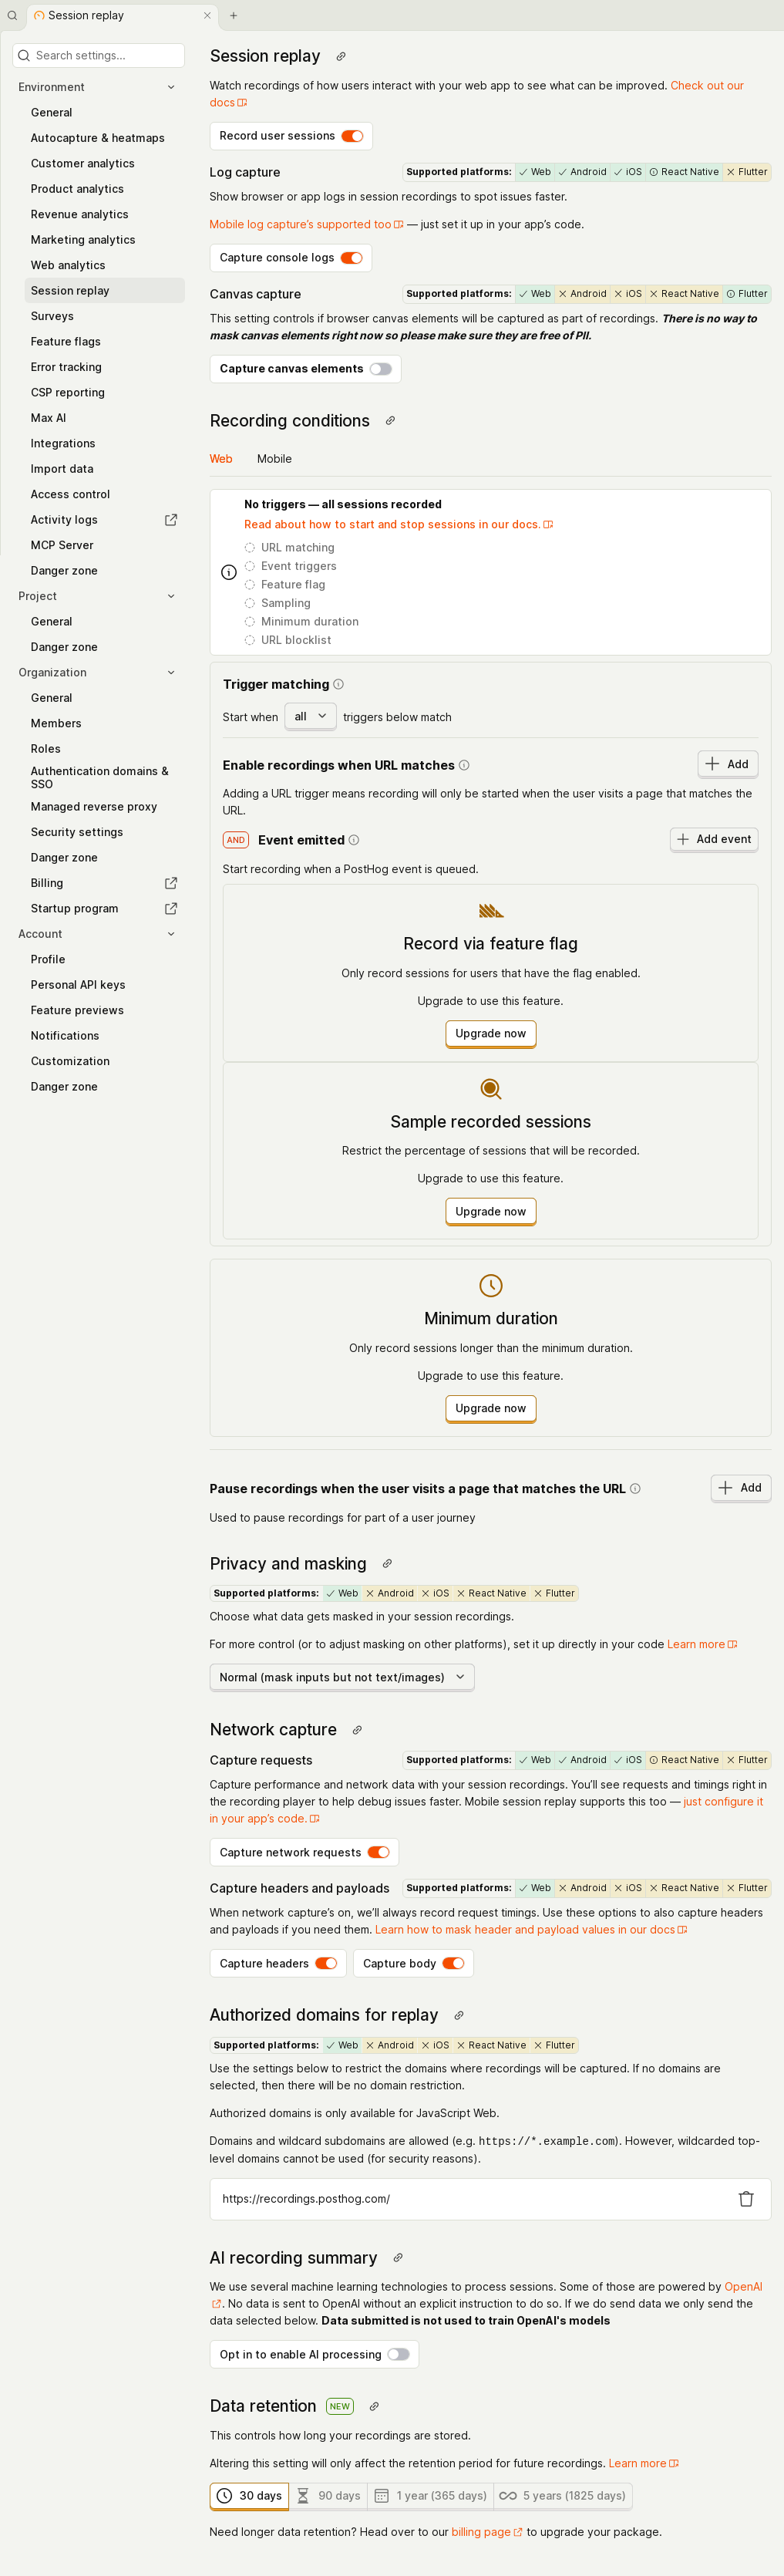 Session replay
Search settings...
Environment
General
Autocapture & heatmaps
Customer analytics
Product analytics
Revenue analytics
Marketing analytics
Web analytics
Session replay
Surveys
Feature flags
Error tracking
CSP reporting
Max AI
Integrations
Import data
Access control
Activity logs
MCP Server
Danger zone
Project
General
Danger zone
Organization
General
Members
Roles
Authentication domains &
SSO
Managed reverse proxy
Security settings
Danger zone
Billing
Startup program
Account
Profile
Personal API keys
Feature previews
Notifications
Customization
Danger zone
Session replay
Watch recordings of how users interact with your web app to see what can be improved. Check out our
docs
Record user sessions
Log capture
Supported platforms: Web Android iOS React Native Flutter
Show browser or app logs in session recordings to spot issues faster.
Mobile log capture’s supported too — just set it up in your app’s code.
Capture console logs
Canvas capture
Supported platforms: Web Android iOS React Native Flutter
This setting controls if browser canvas elements will be captured as part of recordings. There is no way to
mask canvas elements right now so please make sure they are free of PII.
Capture canvas elements
Recording conditions
Web Mobile
No triggers — all sessions recorded
Read about how to start and stop sessions in our docs.
URL matching
Event triggers
Feature flag
Sampling
Minimum duration
URL blocklist
Trigger matching
Start when all triggers below match
Enable recordings when URL matches
Add
Adding a URL trigger means recording will only be started when the user visits a page that matches the
URL.
AND Event emitted
Add event
Start recording when a PostHog event is queued.
Record via feature flag
Only record sessions for users that have the flag enabled.
Upgrade to use this feature.
Upgrade now
Sample recorded sessions
Restrict the percentage of sessions that will be recorded.
Upgrade to use this feature.
Upgrade now
Minimum duration
Only record sessions longer than the minimum duration.
Upgrade to use this feature.
Upgrade now
Pause recordings when the user visits a page that matches the URL
Add
Used to pause recordings for part of a user journey
Privacy and masking
Supported platforms: Web Android iOS React Native Flutter
Choose what data gets masked in your session recordings.
For more control (or to adjust masking on other platforms), set it up directly in your code Learn more
Normal (mask inputs but not text/images)
Network capture
Capture requests
Supported platforms: Web Android iOS React Native Flutter
Capture performance and network data with your session recordings. You’ll see requests and timings right in
the recording player to help debug issues faster. Mobile session replay supports this too — just configure it
in your app’s code.
Capture network requests
Capture headers and payloads
Supported platforms: Web Android iOS React Native Flutter
When network capture’s on, we’ll always record request timings. Use these options to also capture headers
and payloads if you need them. Learn how to mask header and payload values in our docs
Capture headers
Capture body
Authorized domains for replay
Supported platforms: Web Android iOS React Native Flutter
Use the settings below to restrict the domains where recordings will be captured. If no domains are
selected, then there will be no domain restriction.
Authorized domains is only available for JavaScript Web.
Domains and wildcard subdomains are allowed (e.g. https://*.example.com). However, wildcarded top-
level domains cannot be used (for security reasons).
https://recordings.posthog.com/
AI recording summary
We use several machine learning technologies to process sessions. Some of those are powered by OpenAI
. No data is sent to OpenAI without an explicit instruction to do so. If we do send data we only send the
data selected below. Data submitted is not used to train OpenAI's models
Opt in to enable AI processing
Data retention NEW
This controls how long your recordings are stored.
Altering this setting will only affect the retention period for future recordings. Learn more
30 days 90 days 1 year (365 days) 5 years (1825 days)
Need longer data retention? Head over to our billing page to upgrade your package.